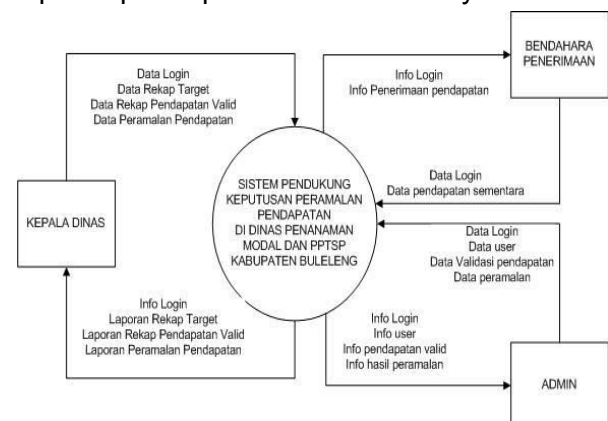 BENDAHARA
PENERIMAAN
Data Login
Data Rekap Target
Data Rekap Pendapatan Valid
Data Peramalan Pendapatan
Info Login
Info Penerimaan pendapatan
SISTEM PENDUKUNG
KEPUTUSAN PERAMALAN
PENDAPATAN
DI DINAS PENANAMAN
MODAL DAN PPTSP
KABUPATEN BULELENG
Data Login
Data pendapatan sementara
KEPALA DINAS
Data Login
Data user
Data Validasi pendapatan
Data peramalan
Info Login
Laporan Rekap Target
Laporan Rekap Pendapatan Valid
Laporan Peramalan Pendapatan
Info Login
Info user
Info pendapatan valid
Info hasil peramalan
ADMIN